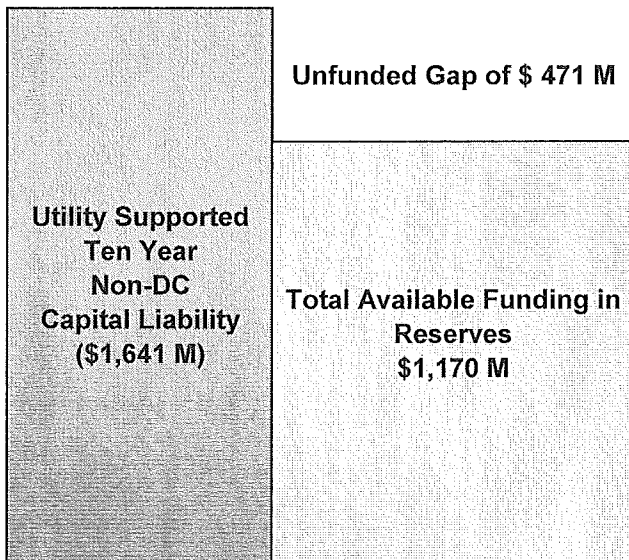 Unfunded Gap of $ 471 M
Utility Supported
Ten Year
Non-DC
Capital Liability
($1,641 M)
Total Available Funding in
Reserves
$1,170 M